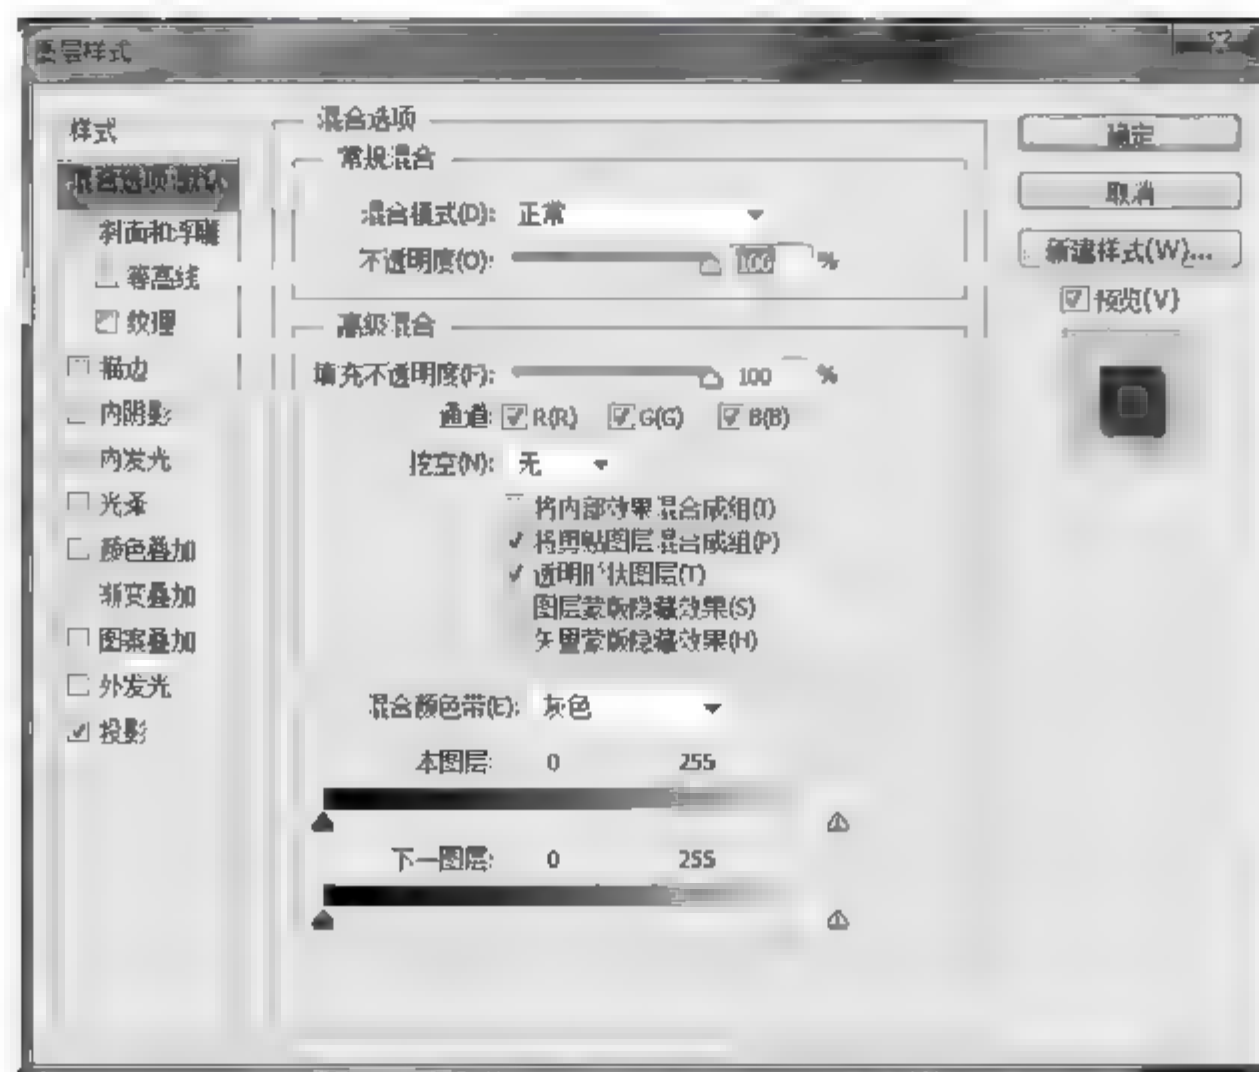 图层样式
样式
混合选项:默认
斜面和浮雕
等高线
纹理
描边
内阴影
内发光
光泽
颜色叠加
渐变叠加
图案叠加
外发光
投影
混合选项
常规混合
混合模式(D): 正常
不透明度(O): 100 %
高级混合
填充不透明度(F): 100 %
通道: R(R) G(G) B(B)
挖空(N): 无
将内部效果混合成组(I)
将剪贴图层混合成组(P)
透明形状图层(T)
图层蒙版隐藏效果(S)
矢量蒙版隐藏效果(H)
混合颜色带(E): 灰色
本图层: 0 255
下一图层: 0 255
确定
取消
新建样式(W)...
预览(V)